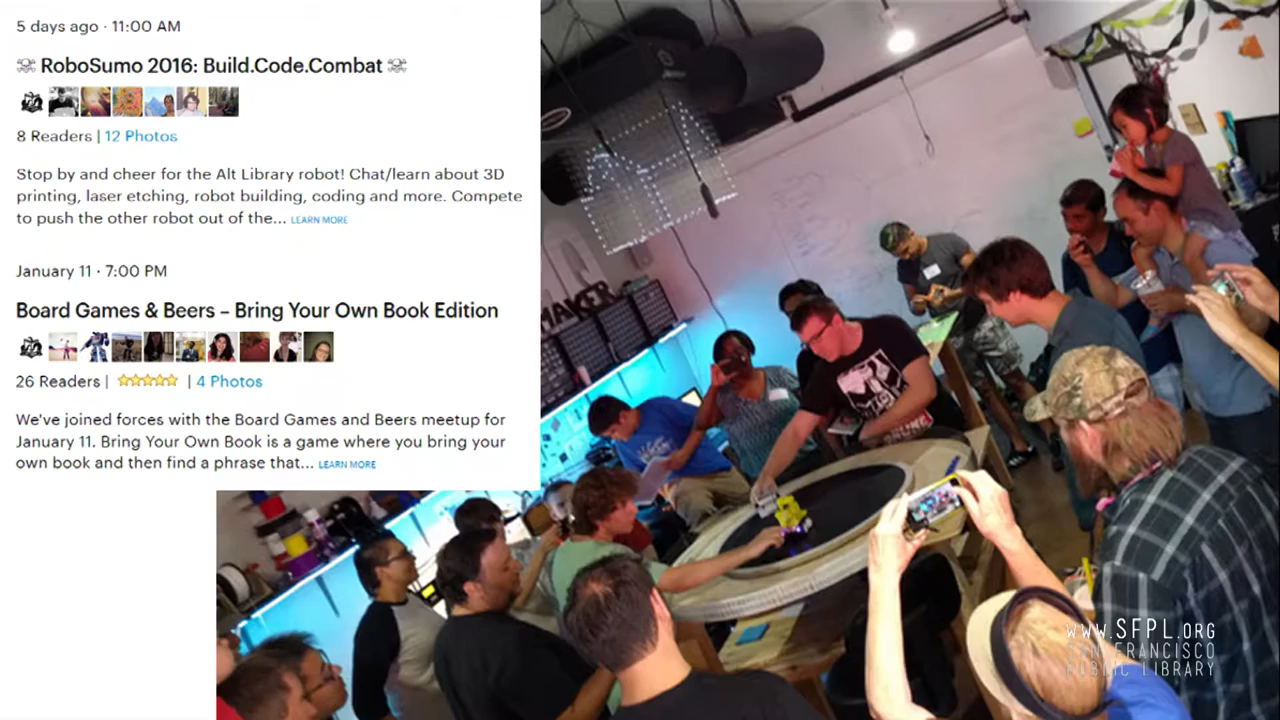 5 days ago · 11:00 AM
☠ RoboSumo 2016: Build.Code.Combat ☠
8 Readers | 12 Photos
Stop by and cheer for the Alt Library robot! Chat/learn about 3D
printing, laser etching, robot building, coding and more. Compete
to push the other robot out of the... LEARN MORE
January 11 · 7:00 PM
Board Games & Beers – Bring Your Own Book Edition
26 Readers | ☆☆☆☆☆ | 4 Photos
We've joined forces with the Board Games and Beers meetup for
January 11. Bring Your Own Book is a game where you bring your
own book and then find a phrase that... LEARN MORE
MAKER
WWW.SFPL.ORG
SAN FRANCISCO
PUBLIC LIBRARY